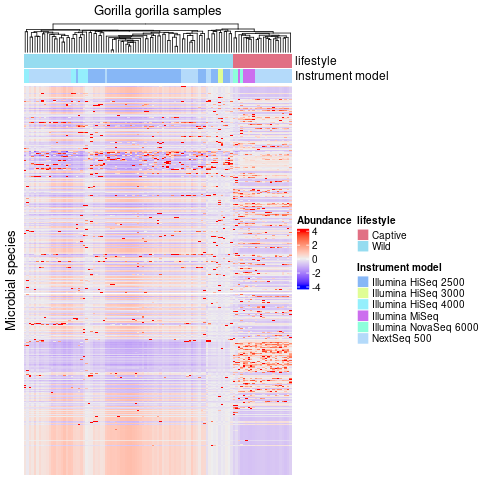 Gorilla gorilla samples
lifestyle
Instrument model
Microbial species
Abundance
4
2
0
-2
-4
lifestyle
Captive
Wild
Instrument model
Illumina HiSeq 2500
Illumina HiSeq 3000
Illumina HiSeq 4000
Illumina MiSeq
Illumina NovaSeq 6000
NextSeq 500